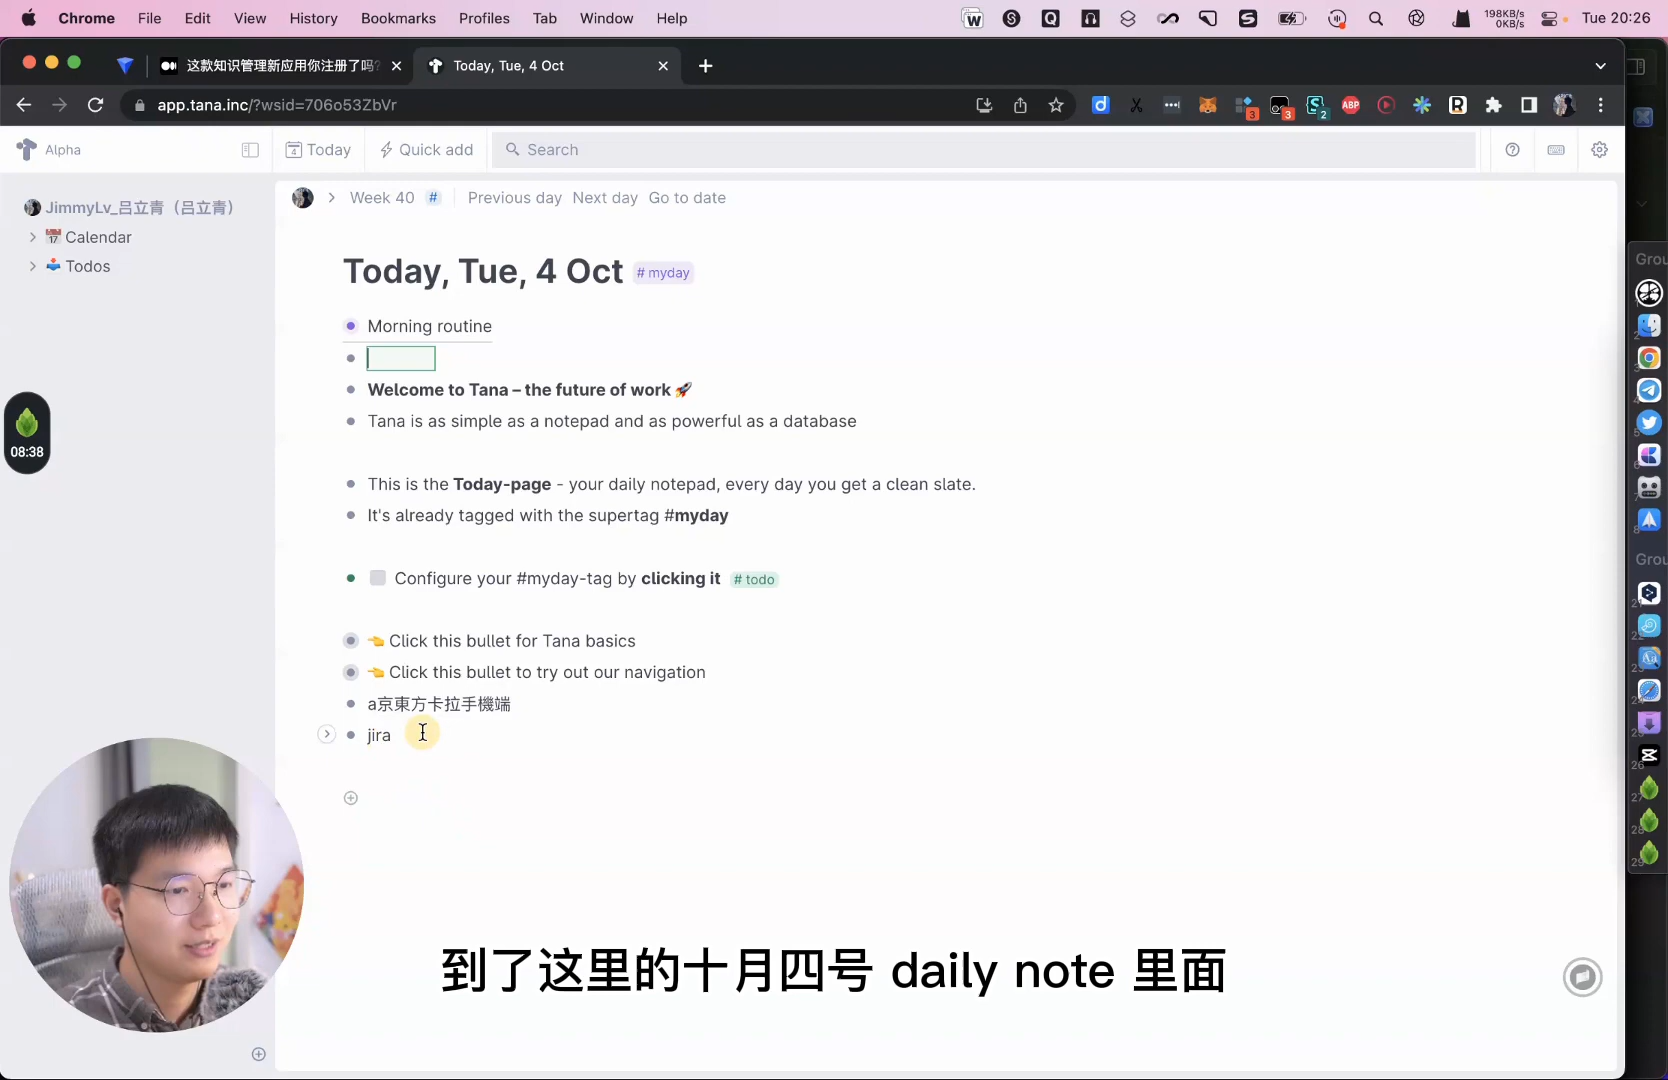 Chrome File Edit View History Bookmarks Profiles Tab Window Help 198KB/s 0KB/s Tue 20:26
这款知识管理新应用你注册了吗? Today, Tue, 4 Oct
app.tana.inc/?wsid=706o53ZbVr
Alpha Today Quick add Search
JimmyLv_吕立青（吕立青）
Calendar
Todos
Week 40 # Previous day Next day Go to date
Today, Tue, 4 Oct # myday
Morning routine
Welcome to Tana – the future of work 🚀
Tana is as simple as a notepad and as powerful as a database
This is the Today-page - your daily notepad, every day you get a clean slate.
It's already tagged with the supertag #myday
Configure your #myday-tag by clicking it # todo
👈 Click this bullet for Tana basics
👈 Click this bullet to try out our navigation
a京東方卡拉手機端
jira
08:38
到了这里的十月四号 daily note 里面